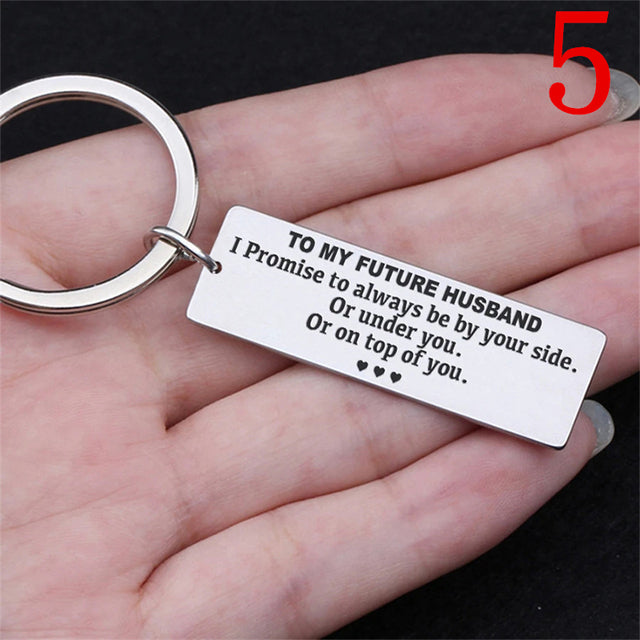 5
TO MY FUTURE HUSBAND
I Promise to always be by your side.
Or under you.
Or on top of you.